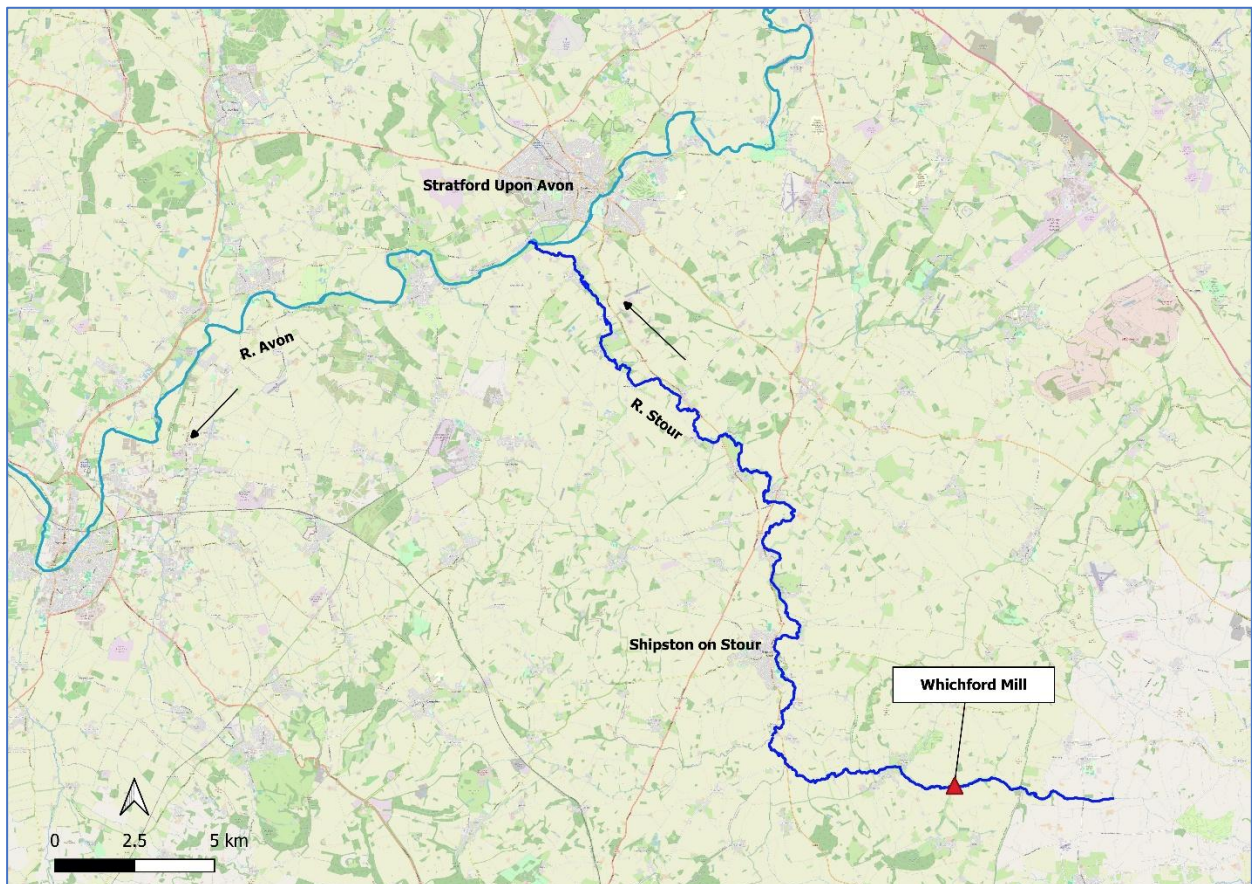 Stratford Upon Avon
R. Avon
R. Stour
Shipston on Stour
Whichford Mill
0 2.5 5 km